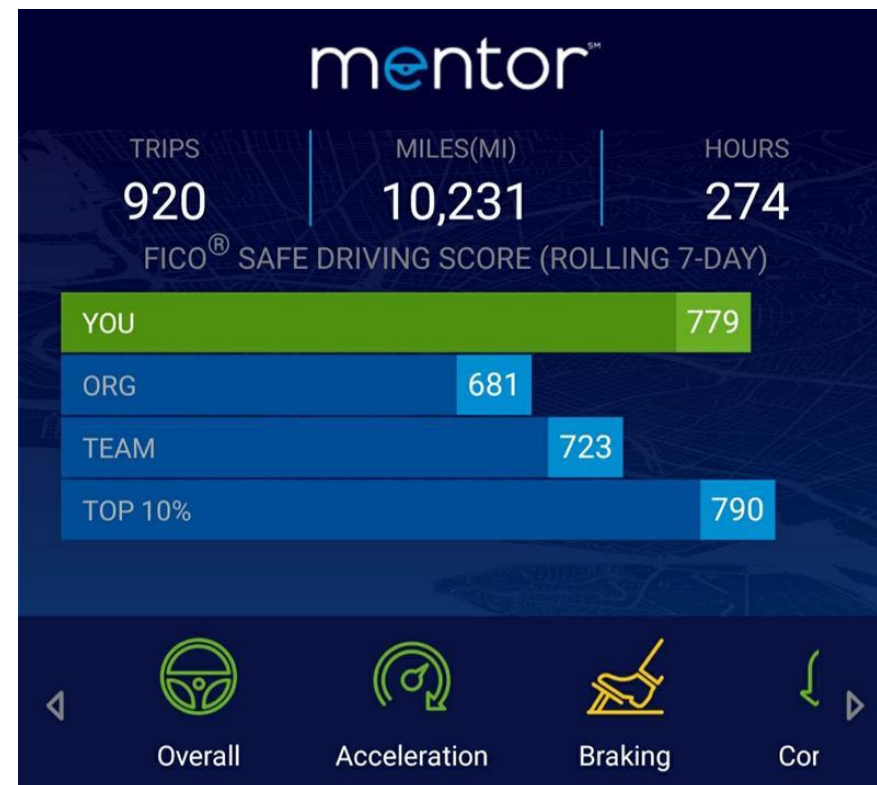 mentor℠
TRIPS MILES(MI) HOURS
920 10,231 274
FICO® SAFE DRIVING SCORE (ROLLING 7-DAY)
YOU 779
ORG 681
TEAM 723
TOP 10% 790
Overall Acceleration Braking Cor